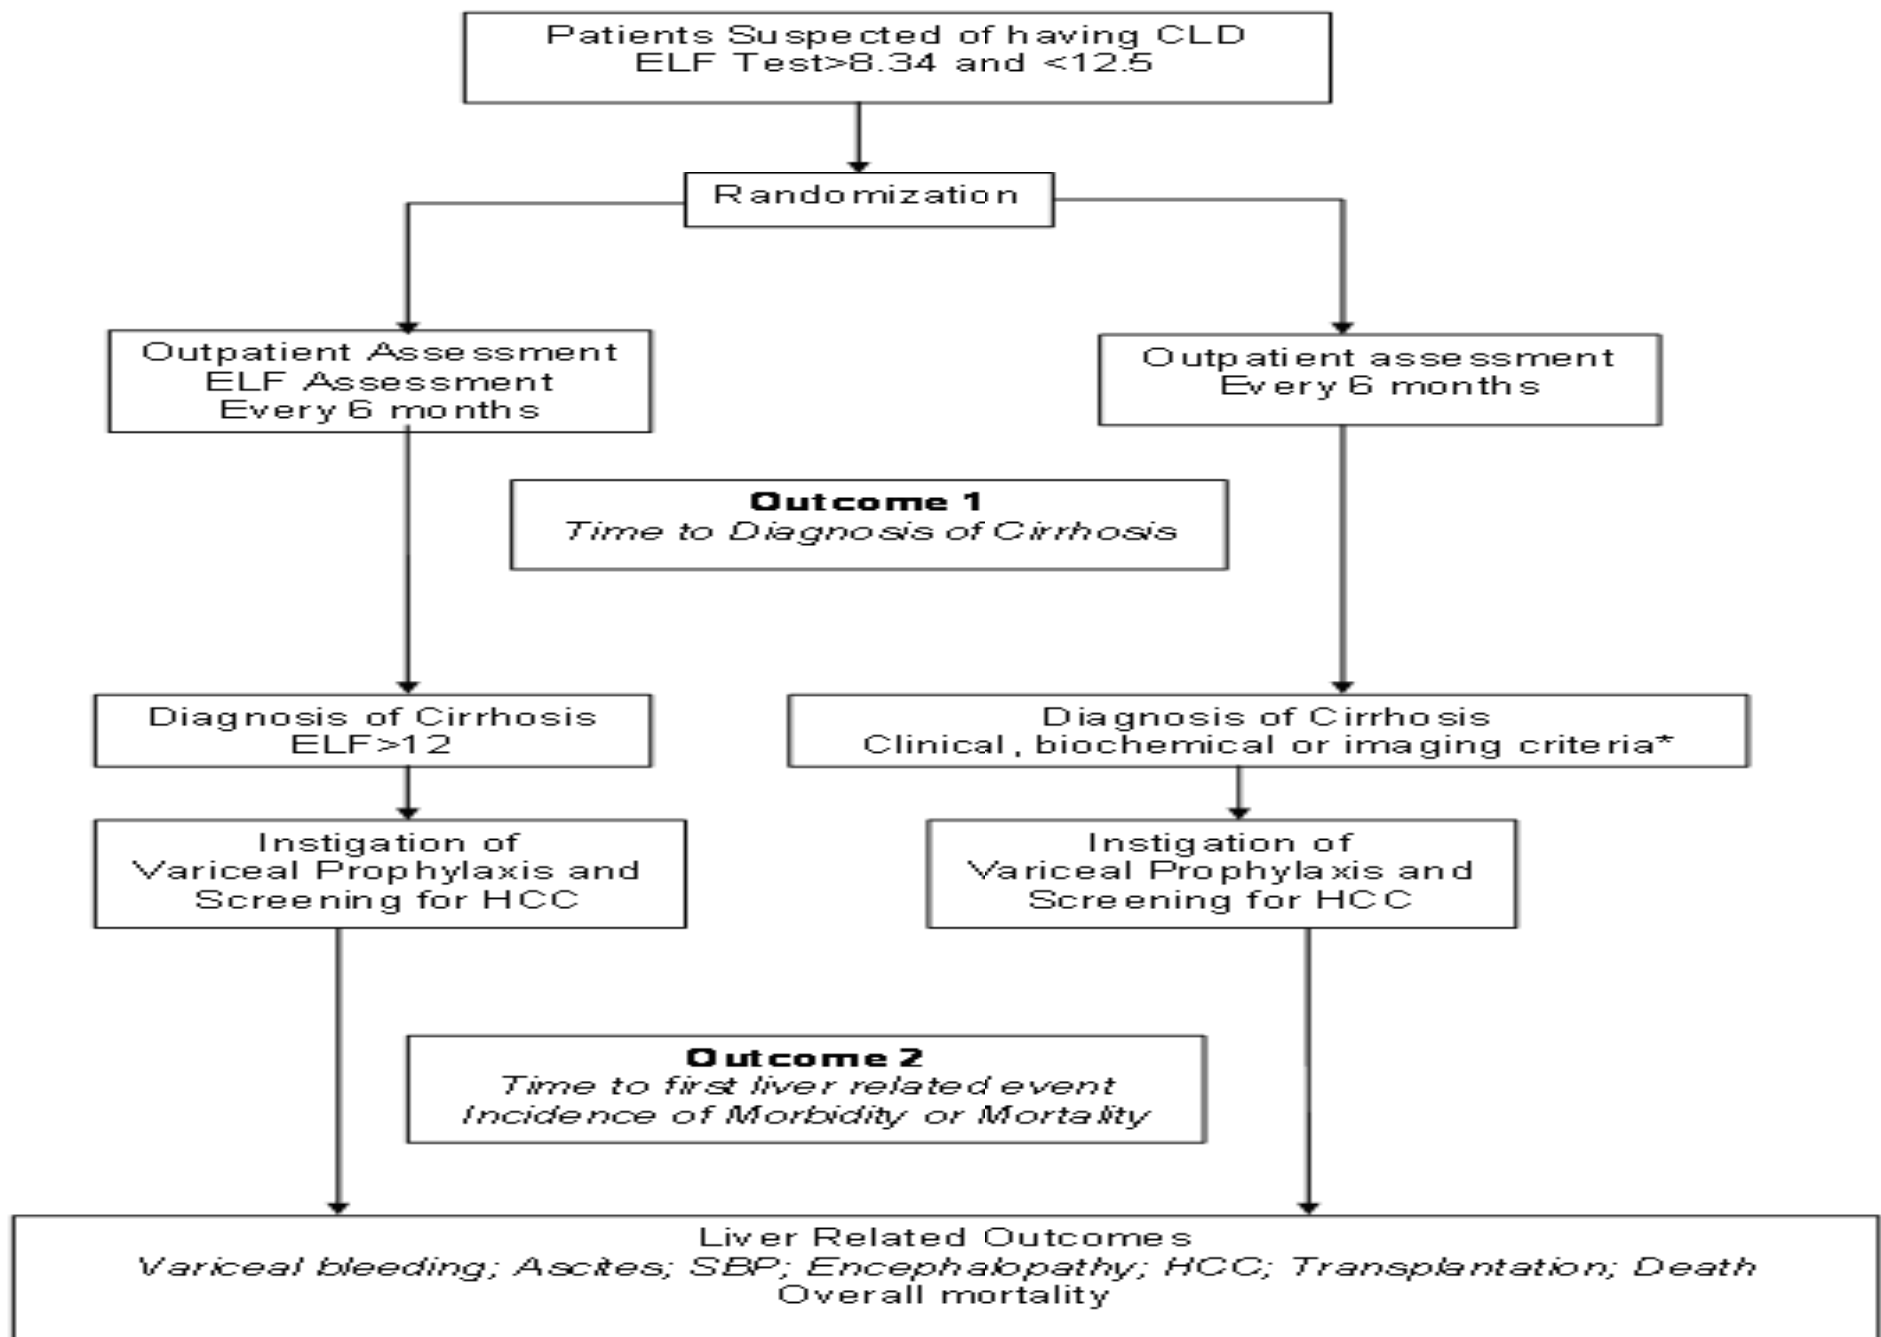 Patients Suspected of having CLD
ELF Test>8.34 and <12.5
Randomization
Outpatient Assessment
ELF Assessment
Every 6 months
Outpatient assessment
Every 6 months
Outcome 1
Time to Diagnosis of Cirrhosis
Diagnosis of Cirrhosis
ELF>12
Diagnosis of Cirrhosis
Clinical, biochemical or imaging criteria*
Instigation of
Variceal Prophylaxis and
Screening for HCC
Instigation of
Variceal Prophylaxis and
Screening for HCC
Outcome 2
Time to first liver related event
Incidence of Morbidity or Mortality
Liver Related Outcomes
Variceal bleeding; Ascites; SBP; Encephalopathy; HCC; Transplantation; Death
Overall mortality